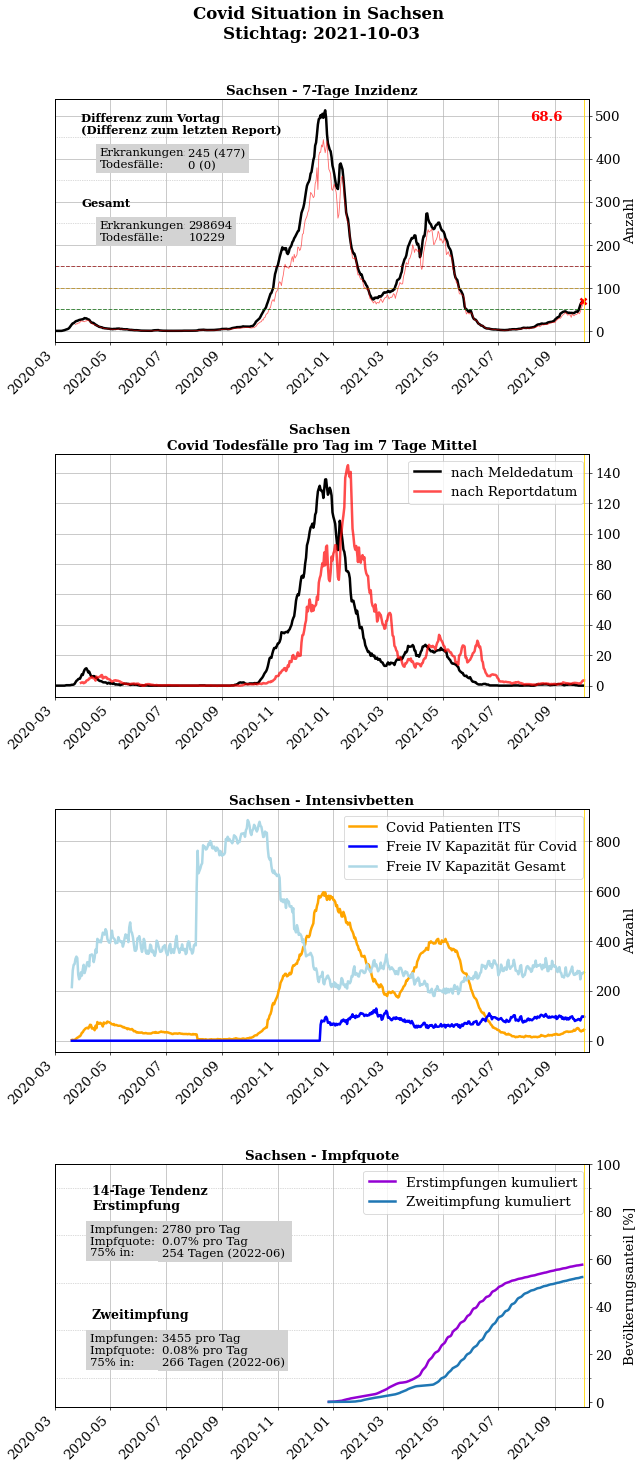 Covid Situation in Sachsen
Stichtag: 2021-10-03
Sachsen - 7-Tage Inzidenz
Differenz zum Vortag
(Differenz zum letzten Report)
68.6
Erkrankungen 245 (477)
Todesfälle: 0 (0)
Gesamt
Erkrankungen 298694
Todesfälle: 10229
500
400
300
200
100
0
Anzahl
2020-03
2020-05
2020-07
2020-09
2020-11
2021-01
2021-03
2021-05
2021-07
2021-09
Sachsen
Covid Todesfälle pro Tag im 7 Tage Mittel
nach Meldedatum
nach Reportdatum
140
120
100
80
60
40
20
0
2020-03
2020-05
2020-07
2020-09
2020-11
2021-01
2021-03
2021-05
2021-07
2021-09
Sachsen - Intensivbetten
Covid Patienten ITS
Freie IV Kapazität für Covid
Freie IV Kapazität Gesamt
800
600
400
200
0
Anzahl
2020-03
2020-05
2020-07
2020-09
2020-11
2021-01
2021-03
2021-05
2021-07
2021-09
Sachsen - Impfquote
14-Tage Tendenz
Erstimpfung
Impfungen: 2780 pro Tag
Impfquote: 0.07% pro Tag
75% in: 254 Tagen (2022-06)
Zweitimpfung
Impfungen: 3455 pro Tag
Impfquote: 0.08% pro Tag
75% in: 266 Tagen (2022-06)
Erstimpfungen kumuliert
Zweitimpfung kumuliert
100
80
60
40
20
0
Bevölkerungsanteil [%]
2020-03
2020-05
2020-07
2020-09
2020-11
2021-01
2021-03
2021-05
2021-07
2021-09